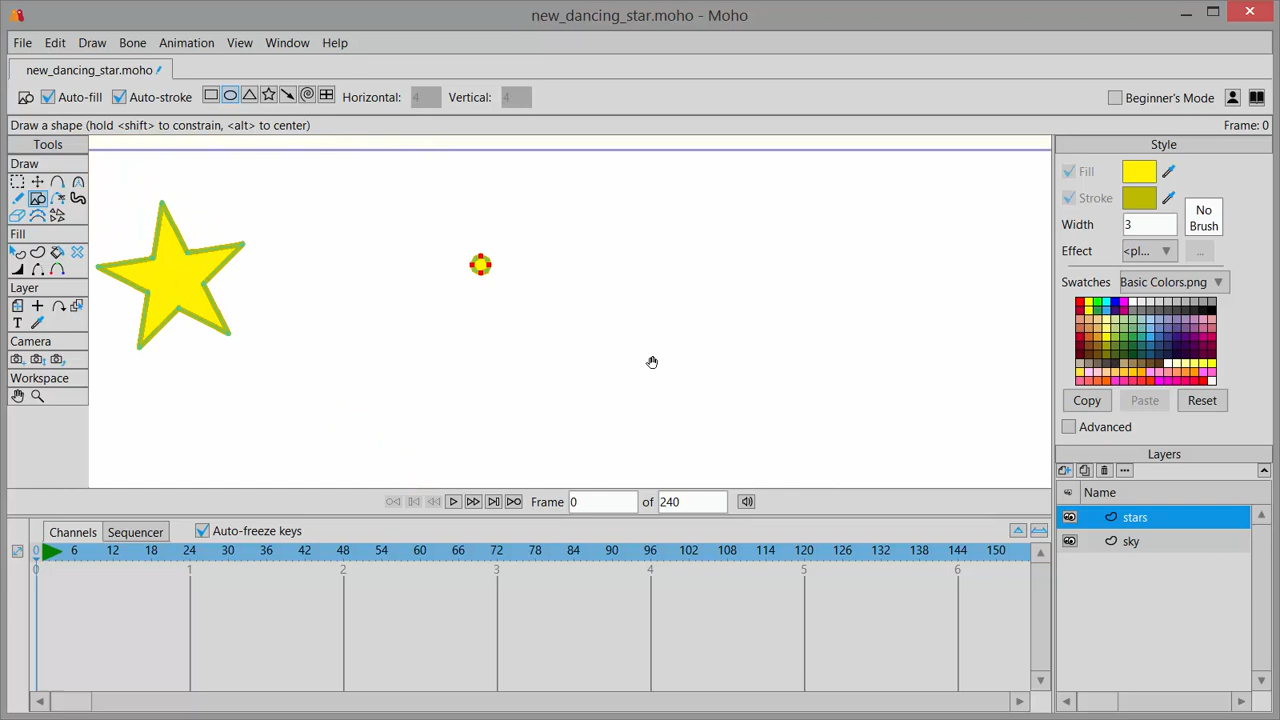 new_dancing_star.moho - Moho
File Edit Draw Bone Animation View Window Help
new_dancing_star.moho
Auto-fill Auto-stroke Horizontal: 4 Vertical: 4 Beginner's Mode
Draw a shape (hold <shift> to constrain, <alt> to center) Frame: 0
Tools
Draw
Fill
Layer
T
Camera
Workspace
Style
Fill
Stroke
No
Brush
Width 3
Effect <pl... ...
Swatches Basic Colors.png
Copy Paste Reset
Advanced
Layers
Name
stars
sky
Frame 0 of 240
Channels Sequencer Auto-freeze keys
0 6 12 18 24 30 36 42 48 54 60 66 72 78 84 90 96 102 108 114 120 126 132 138 144 150
0 1 2 3 4 5 6